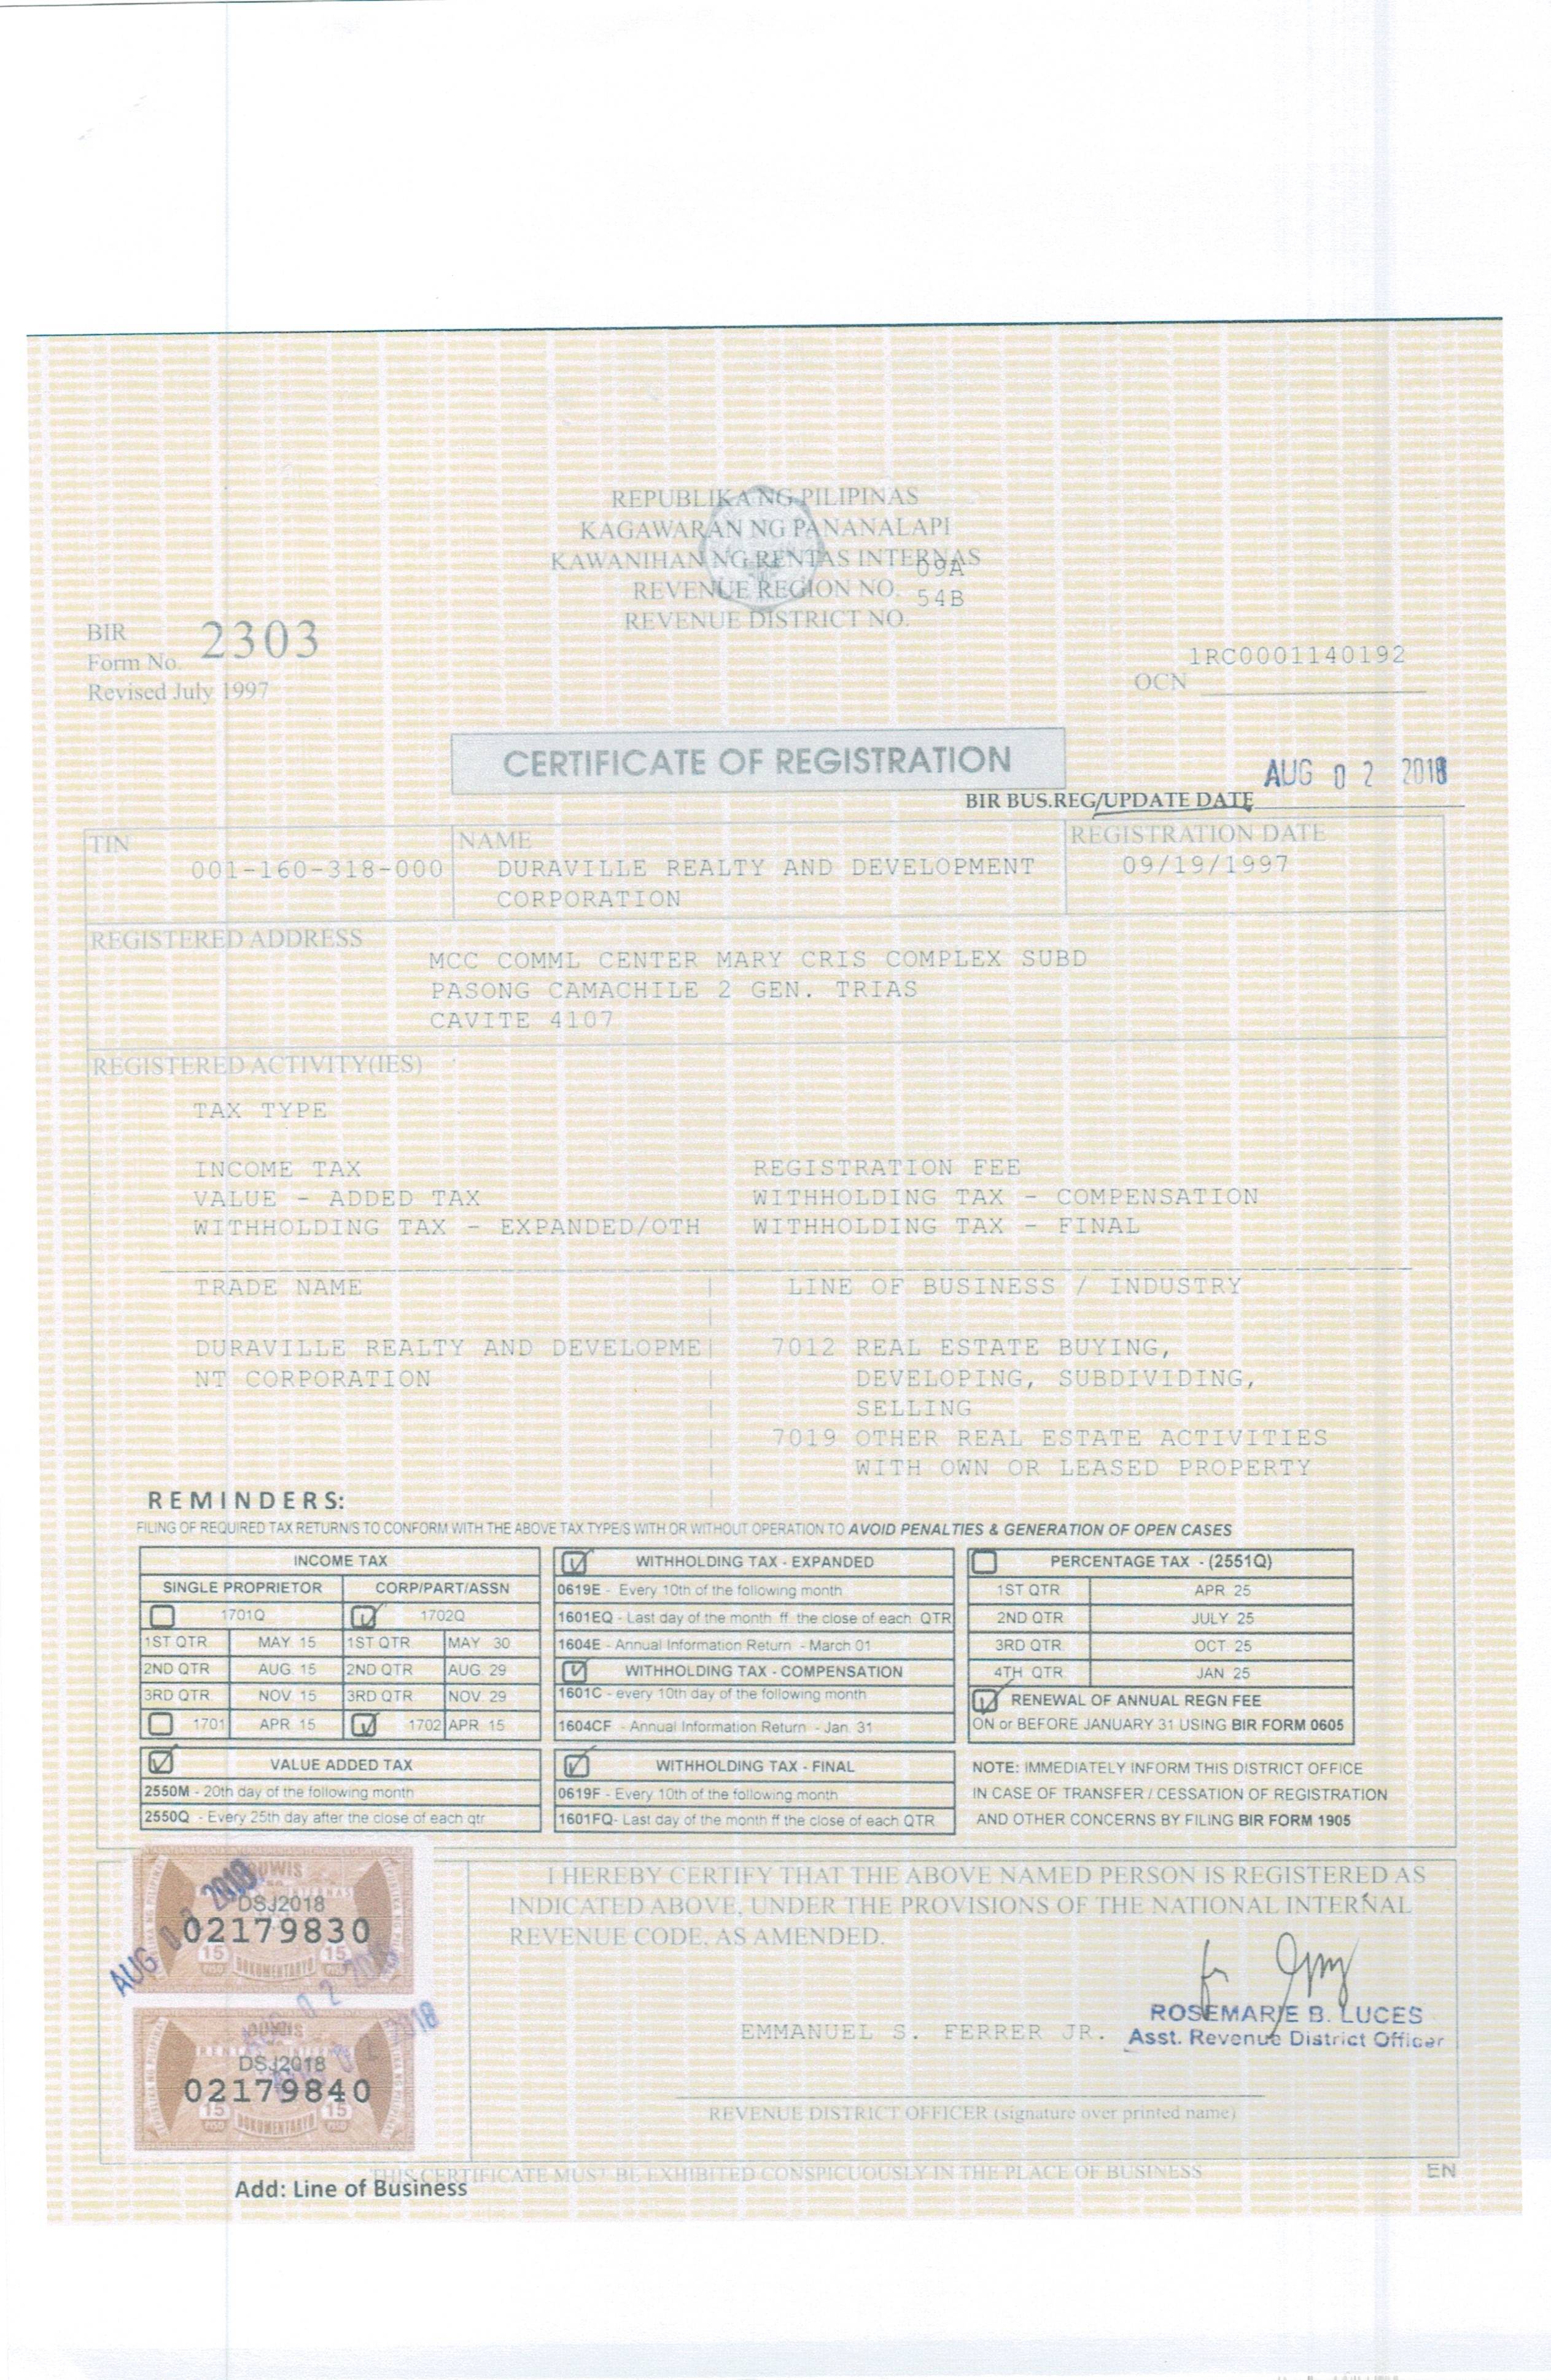 REPUBLIKA NG PILIPINAS
KAGAWARAN NG PANANALAPI
KAWANIHAN NG RENTAS INTERNAS
REVENUE REGION NO. 09A
REVENUE DISTRICT NO. 54B
BIR
Form No. 2303
Revised July 1997
OCN 1RC0001140192
CERTIFICATE OF REGISTRATION
BIR BUS.REG/UPDATE DATE AUG 02 2018
TIN
001-160-318-000
NAME
DURAVILLE REALTY AND DEVELOPMENT
CORPORATION
REGISTRATION DATE
09/19/1997
REGISTERED ADDRESS
MCC COMML CENTER MARY CRIS COMPLEX SUBD
PASONG CAMACHILE 2 GEN. TRIAS
CAVITE 4107
REGISTERED ACTIVITY(IES)
TAX TYPE
INCOME TAX REGISTRATION FEE
VALUE - ADDED TAX WITHHOLDING TAX - COMPENSATION
WITHHOLDING TAX - EXPANDED/OTH WITHHOLDING TAX - FINAL
TRADE NAME | LINE OF BUSINESS / INDUSTRY
DURAVILLE REALTY AND DEVELOPME | 7012 REAL ESTATE BUYING,
NT CORPORATION | DEVELOPING, SUBDIVIDING,
SELLING
7019 OTHER REAL ESTATE ACTIVITIES
WITH OWN OR LEASED PROPERTY
REMINDERS:
FILING OF REQUIRED TAX RETURN/S TO CONFORM WITH THE ABOVE TAX TYPE/S WITH OR WITHOUT OPERATION TO AVOID PENALTIES & GENERATION OF OPEN CASES
INCOME TAX
SINGLE PROPRIETOR CORP/PART/ASSN
1701Q 1702Q
1ST QTR MAY 15 1ST QTR MAY 30
2ND QTR AUG 15 2ND QTR AUG. 29
3RD QTR NOV 15 3RD QTR NOV 29
1701 APR 15 1702 APR 15
VALUE ADDED TAX
2550M - 20th day of the following month
2550Q - Every 25th day after the close of each qtr
WITHHOLDING TAX - EXPANDED
0619E - Every 10th of the following month
1601EQ - Last day of the month ff. the close of each QTR
1604E - Annual Information Return - March 01
WITHHOLDING TAX - COMPENSATION
1601C - every 10th day of the following month
1604CF - Annual Information Return - Jan. 31
WITHHOLDING TAX - FINAL
0619F - Every 10th of the following month
1601FQ- Last day of the month ff the close of each QTR
PERCENTAGE TAX - (2551Q)
1ST QTR APR 25
2ND QTR JULY 25
3RD QTR OCT. 25
4TH QTR JAN 25
RENEWAL OF ANNUAL REGN FEE
ON or BEFORE JANUARY 31 USING BIR FORM 0605
NOTE: IMMEDIATELY INFORM THIS DISTRICT OFFICE
IN CASE OF TRANSFER / CESSATION OF REGISTRATION
AND OTHER CONCERNS BY FILING BIR FORM 1905
DSJ2018
02179830
15 DOKUMENTARYO 15
AUG 02 2018
DSJ2018
02179840
15 DOKUMENTARYO 15
I HEREBY CERTIFY THAT THE ABOVE NAMED PERSON IS REGISTERED AS
INDICATED ABOVE, UNDER THE PROVISIONS OF THE NATIONAL INTERNAL
REVENUE CODE, AS AMENDED.
EMMANUEL S. FERRER JR.
ROSEMARIE B. LUCES
Asst. Revenue District Officer
REVENUE DISTRICT OFFICER (signature over printed name)
THIS CERTIFICATE MUST BE EXHIBITED CONSPICUOUSLY IN THE PLACE OF BUSINESS
EN
Add: Line of Business